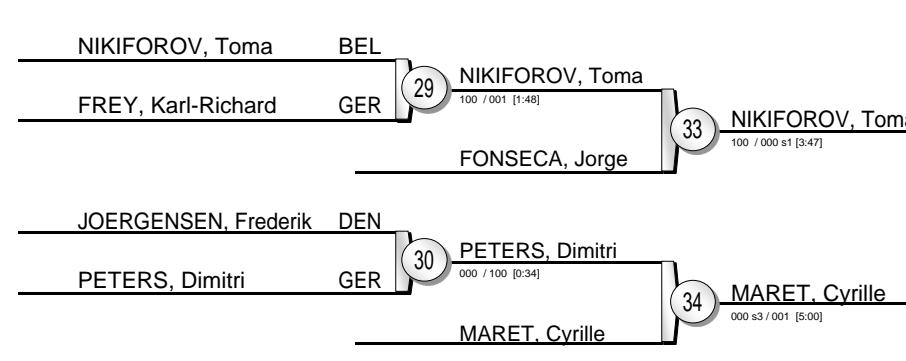 NIKIFOROV, Toma BEL
FREY, Karl-Richard GER
29
NIKIFOROV, Toma
100 / 001 [1:48]
FONSECA, Jorge
33
NIKIFOROV, Toma
100 / 000 s1 [3:47]
JOERGENSEN, Frederik DEN
PETERS, Dimitri GER
30
PETERS, Dimitri
000 / 100 [0:34]
MARET, Cyrille
34
MARET, Cyrille
000 s3 / 001 [5:00]